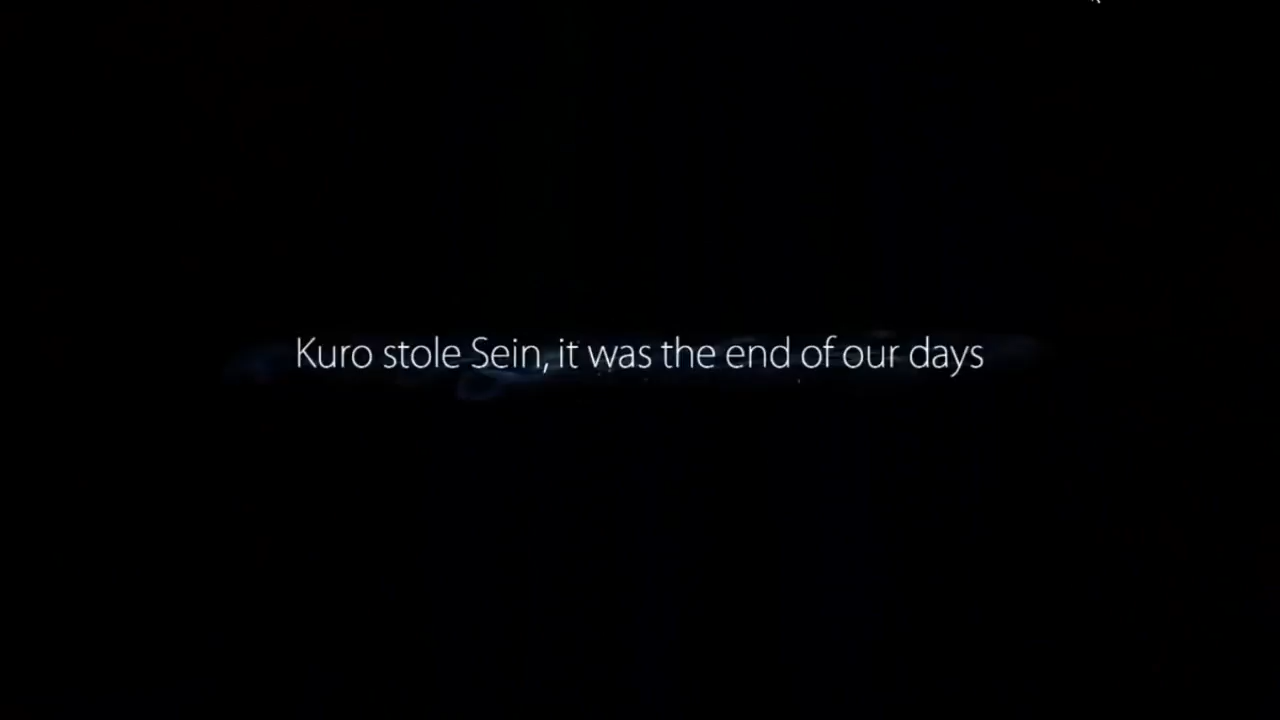 Kuro stole Sein, it was the end of our days